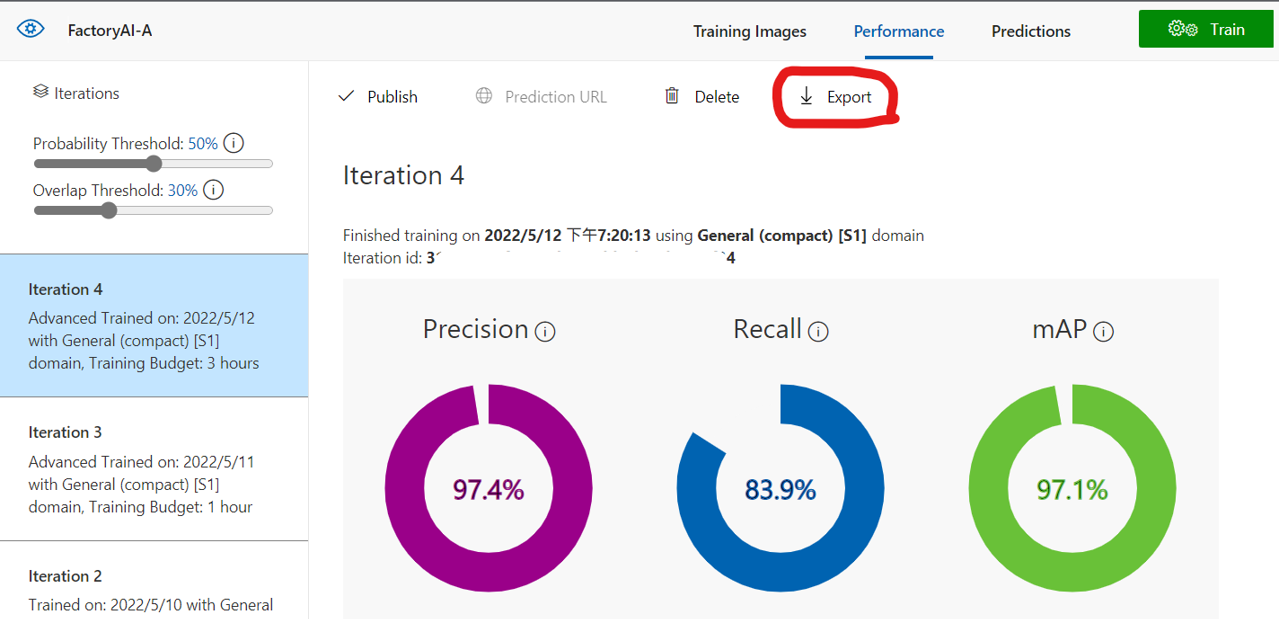 FactoryAI-A
Training Images
Performance
Predictions
Train
Iterations
Probability Threshold: 50%
Overlap Threshold: 30%
Iteration 4
Advanced Trained on: 2022/5/12
with General (compact) [S1]
domain, Training Budget: 3 hours
Iteration 3
Advanced Trained on: 2022/5/11
with General (compact) [S1]
domain, Training Budget: 1 hour
Iteration 2
Trained on: 2022/5/10 with General
Publish
Prediction URL
Delete
Export
Iteration 4
Finished training on 2022/5/12 下午7:20:13 using General (compact) [S1] domain
Iteration id: 3
Precision
Recall
mAP
97.4%
83.9%
97.1%